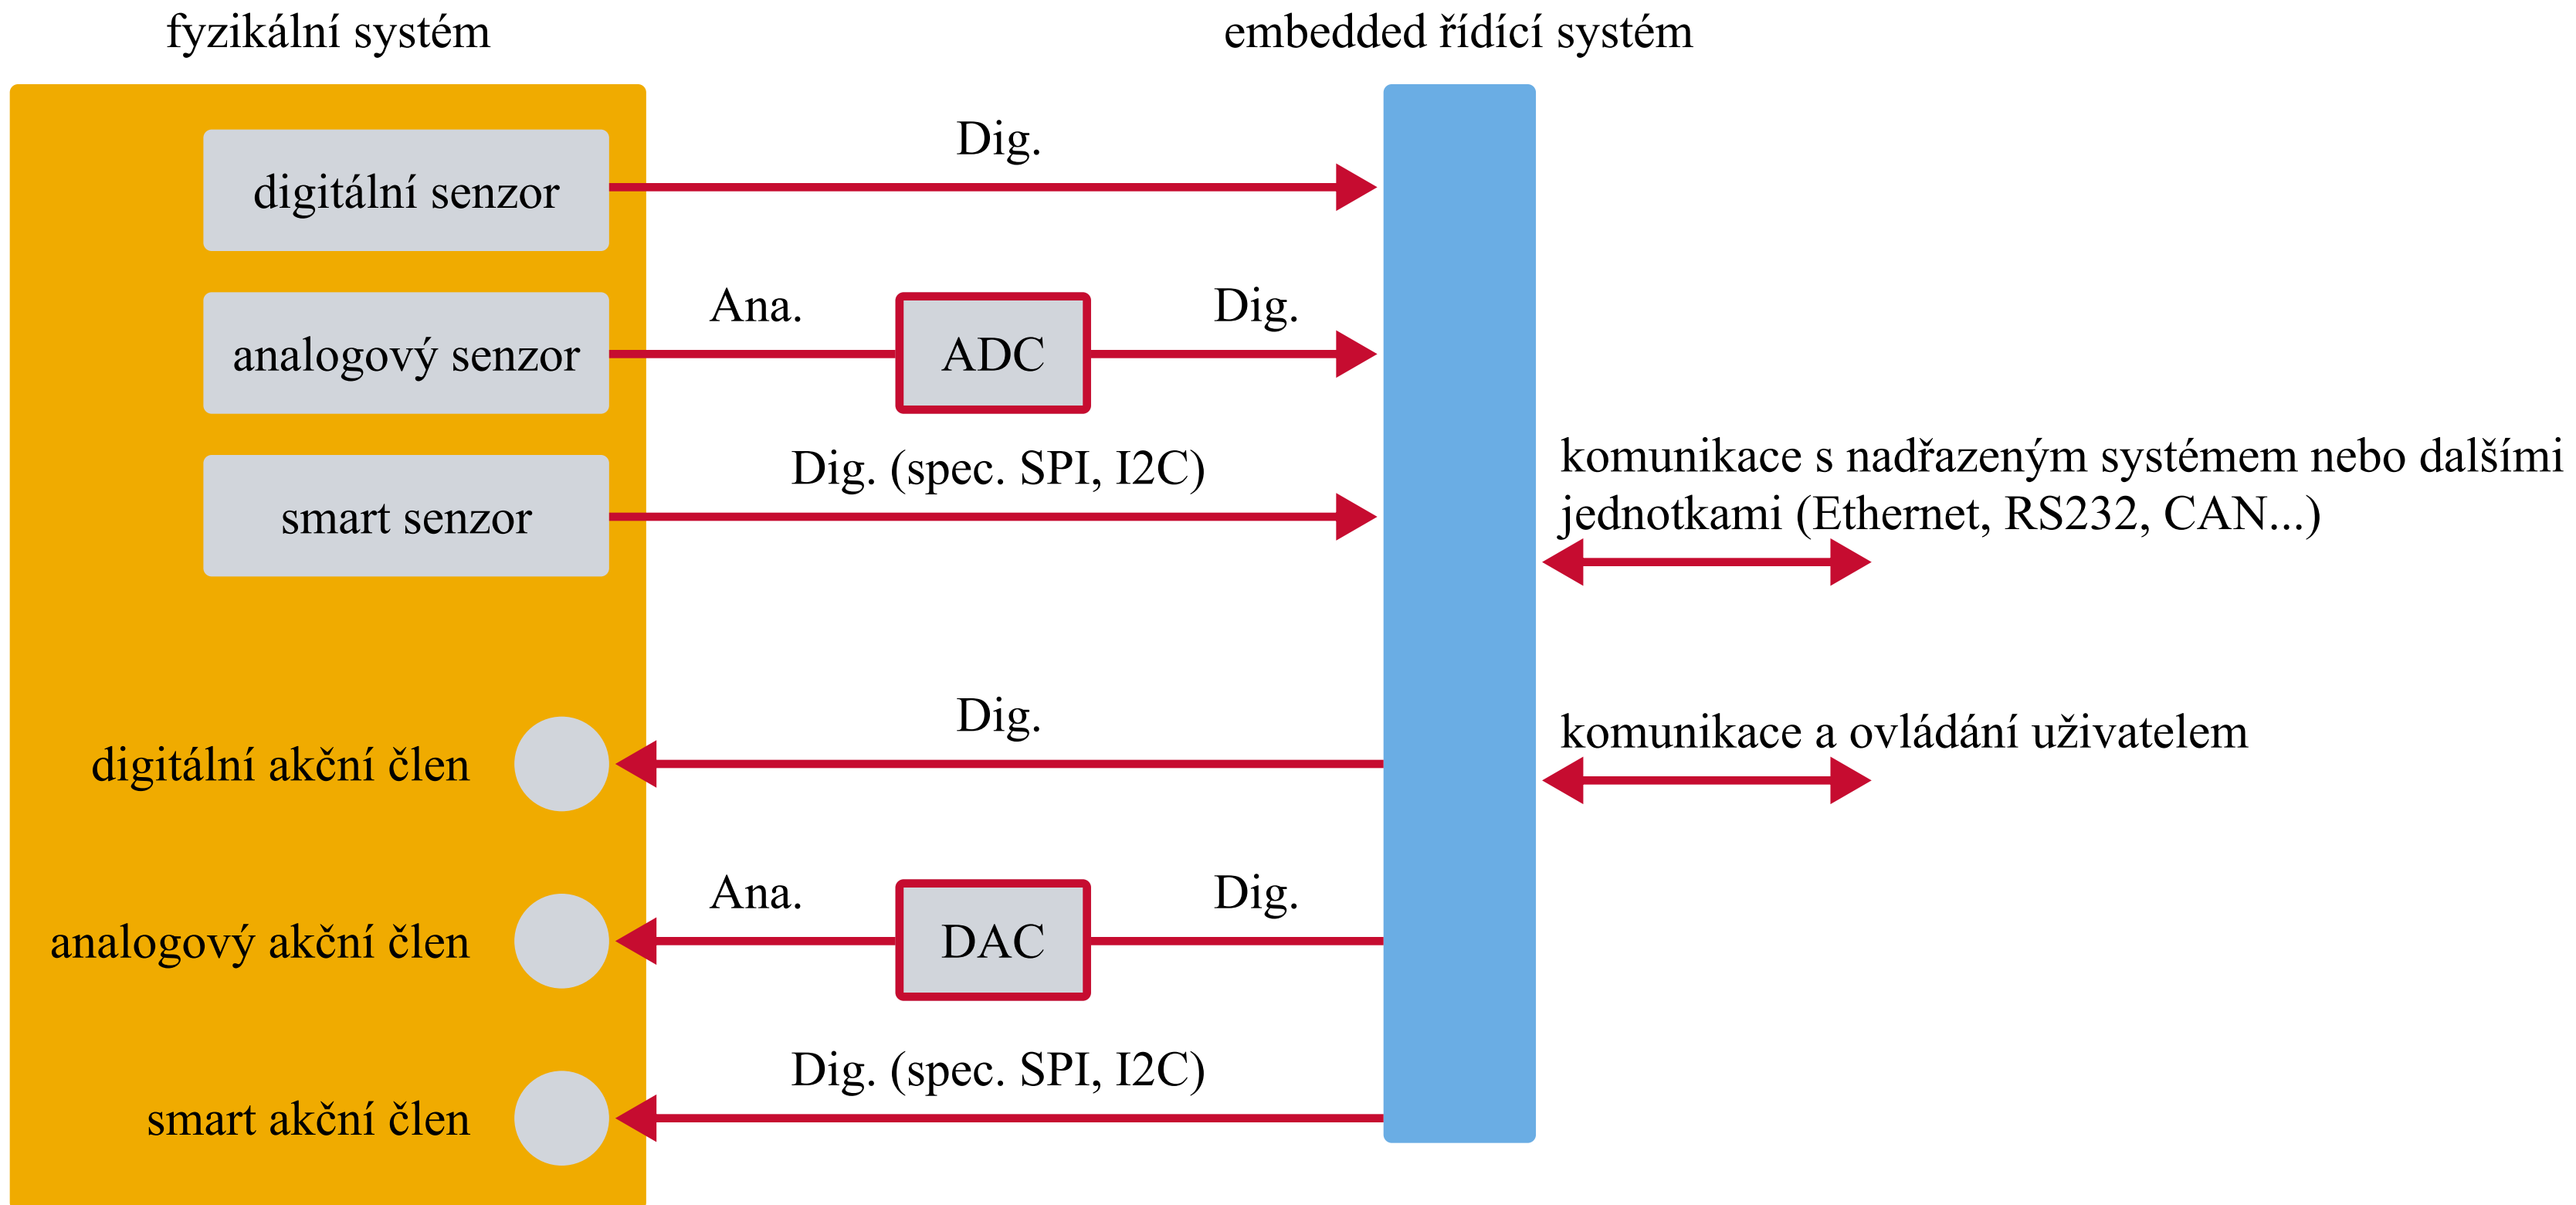 fyzikální systém
embedded řídící systém
digitální senzor
Dig.
analogový senzor
Ana.
ADC
Dig.
smart senzor
Dig. (spec. SPI, I2C)
komunikace s nadřazeným systémem nebo dalšími
jednotkami (Ethernet, RS232, CAN...)
digitální akční člen
Dig.
komunikace a ovládání uživatelem
analogový akční člen
Ana.
DAC
Dig.
smart akční člen
Dig. (spec. SPI, I2C)